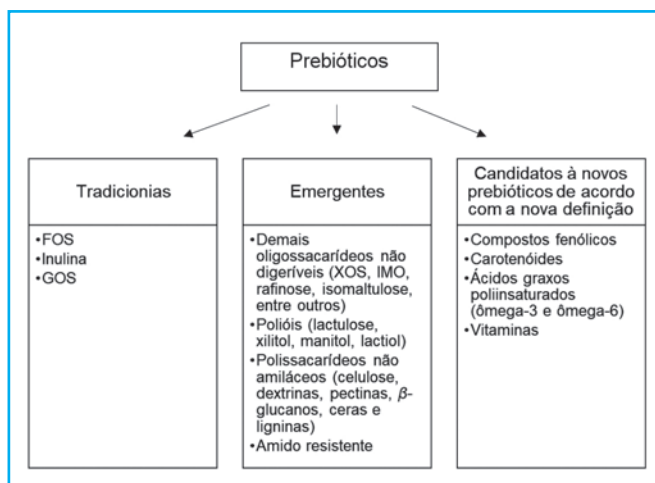 Prebióticos
Tradicionias
•FOS
•Inulina
•GOS
Emergentes
•Demais
oligossacarídeos não
digeríveis (XOS, IMO,
rafinose, isomaltulose,
entre outros)
•Polióis (lactulose,
xilitol, manitol, lactiol)
•Polissacarídeos não
amiláceos (celulose,
dextrinas, pectinas, β-
glucanos, ceras e
ligninas)
•Amido resistente
Candidatos à novos
prebióticos de acordo
com a nova definição
•Compostos fenólicos
•Carotenóides
•Ácidos graxos
poliinsaturados
(ômega-3 e ômega-6)
•Vitaminas